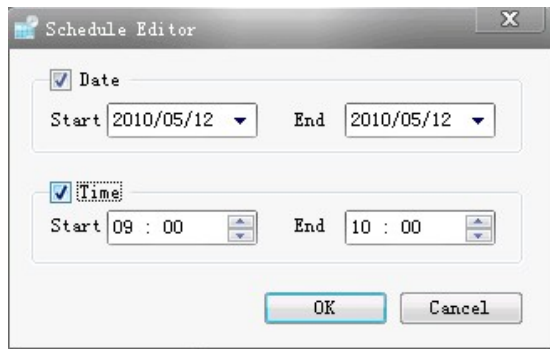 Schedule Editor
Date
Start 2010/05/12 End 2010/05/12
Time
Start 09 : 00 End 10 : 00
OK Cancel